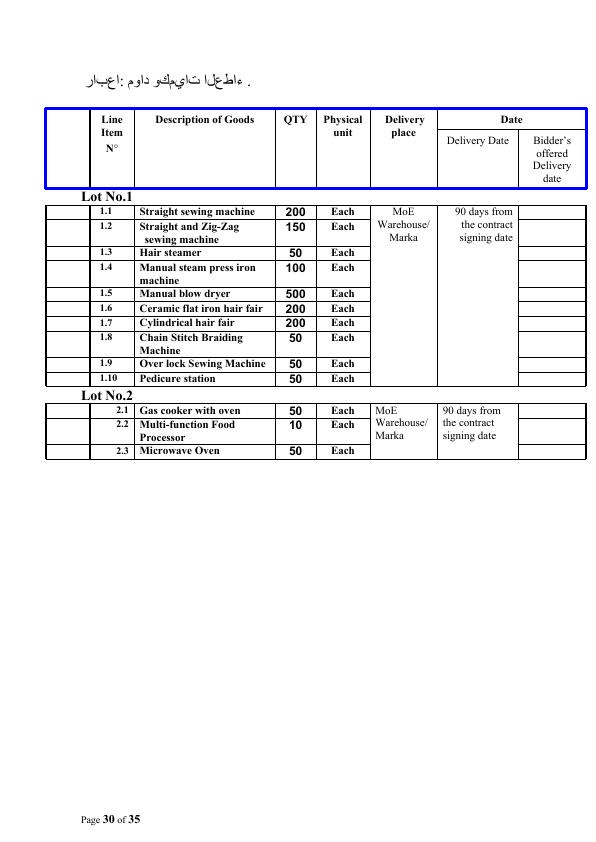 رابعا: مواد وكميات العطاء .
Line Item N° Description of Goods QTY Physical unit Delivery place Date
Delivery Date Bidder's offered Delivery date
Lot No.1
1.1 Straight sewing machine 200 Each MoE Warehouse/ Marka 90 days from the contract signing date
1.2 Straight and Zig-Zag sewing machine 150 Each
1.3 Hair steamer 50 Each
1.4 Manual steam press iron machine 100 Each
1.5 Manual blow dryer 500 Each
1.6 Ceramic flat iron hair fair 200 Each
1.7 Cylindrical hair fair 200 Each
1.8 Chain Stitch Braiding Machine 50 Each
1.9 Over lock Sewing Machine 50 Each
1.10 Pedicure station 50 Each
Lot No.2
2.1 Gas cooker with oven 50 Each MoE Warehouse/ Marka 90 days from the contract signing date
2.2 Multi-function Food Processor 10 Each
2.3 Microwave Oven 50 Each
Page 30 of 35